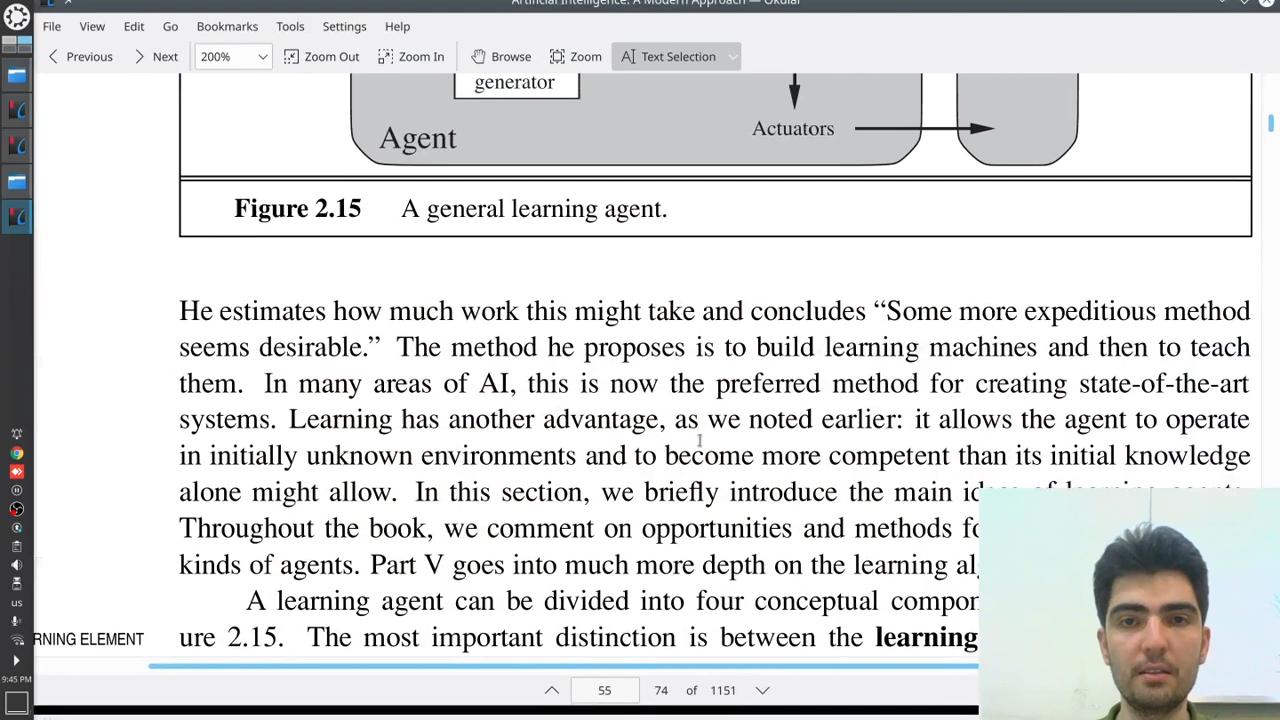 Artificial Intelligence: A Modern Approach — Okular
File View Edit Go Bookmarks Tools Settings Help
Previous Next 200% Zoom Out Zoom In Browse Zoom Text Selection
generator
Actuators
Agent
Figure 2.15 A general learning agent.
He estimates how much work this might take and concludes “Some more expeditious method
seems desirable.” The method he proposes is to build learning machines and then to teach
them. In many areas of AI, this is now the preferred method for creating state-of-the-art
systems. Learning has another advantage, as we noted earlier: it allows the agent to operate
in initially unknown environments and to become more competent than its initial knowledge
alone might allow. In this section, we briefly introduce the main ideas of learning agents.
Throughout the book, we comment on opportunities and methods
kinds of agents. Part V goes into much more depth on the learning
A learning agent can be divided into four conceptual
RNING ELEMENT
ure 2.15. The most important distinction is between the learning
us
9:45 PM
55 74 of 1151